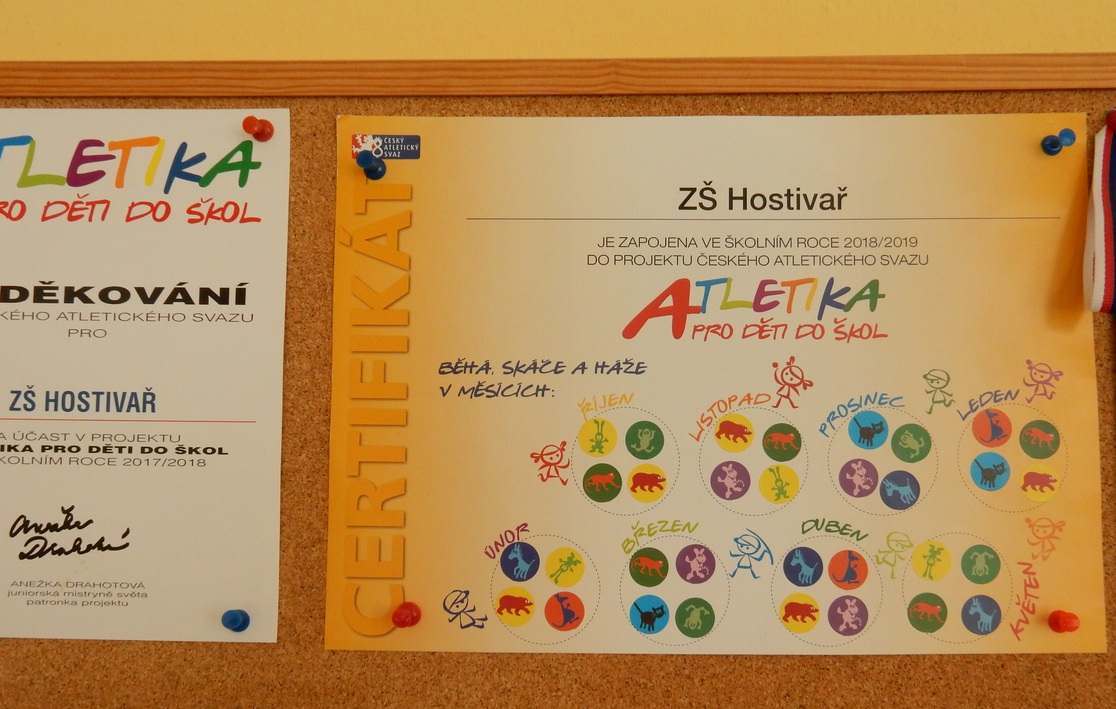 TLETIKA
RO DĚTI DO ŠKOL
DĚKOVÁNÍ
KÉHO ATLETICKÉHO SVAZU
PRO
ZŠ HOSTIVAŘ
A ÚČAST V PROJEKTU
IKA PRO DĚTI DO ŠKOL
KOLNÍM ROCE 2017/2018
ANEŽKA DRAHOTOVÁ
juniorská mistryně světa
patronka projektu
ČESKÝ
ATLETICKÝ
SVAZ
CERTIFIKÁT
ZŠ Hostivař
JE ZAPOJENA VE ŠKOLNÍM ROCE 2018/2019
DO PROJEKTU ČESKÉHO ATLETICKÉHO SVAZU
ATLETIKA
PRO DĚTI DO ŠKOL
BĚHÁ, SKÁČE A HÁŽE
V MĚSÍCÍCH:
ŘÍJEN
LISTOPAD
PROSINEC
LEDEN
ÚNOR
BŘEZEN
DUBEN
KVĚTEN